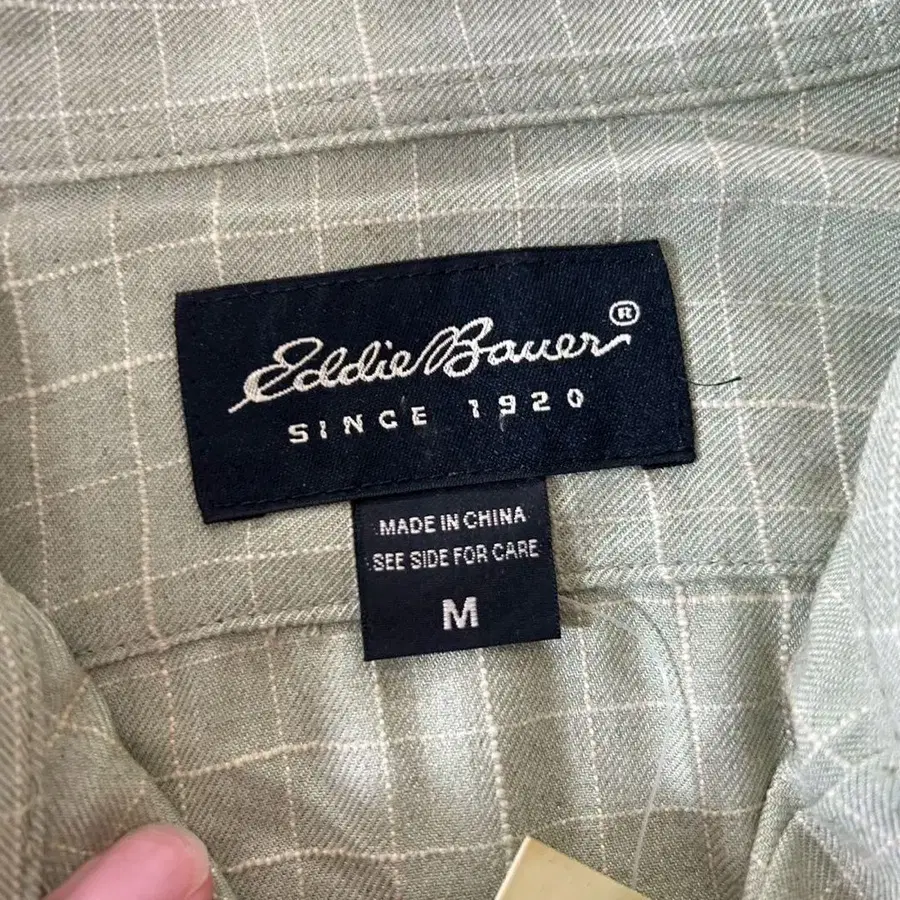 Eddie Bauer®
SINCE 1920
MADE IN CHINA
SEE SIDE FOR CARE
M